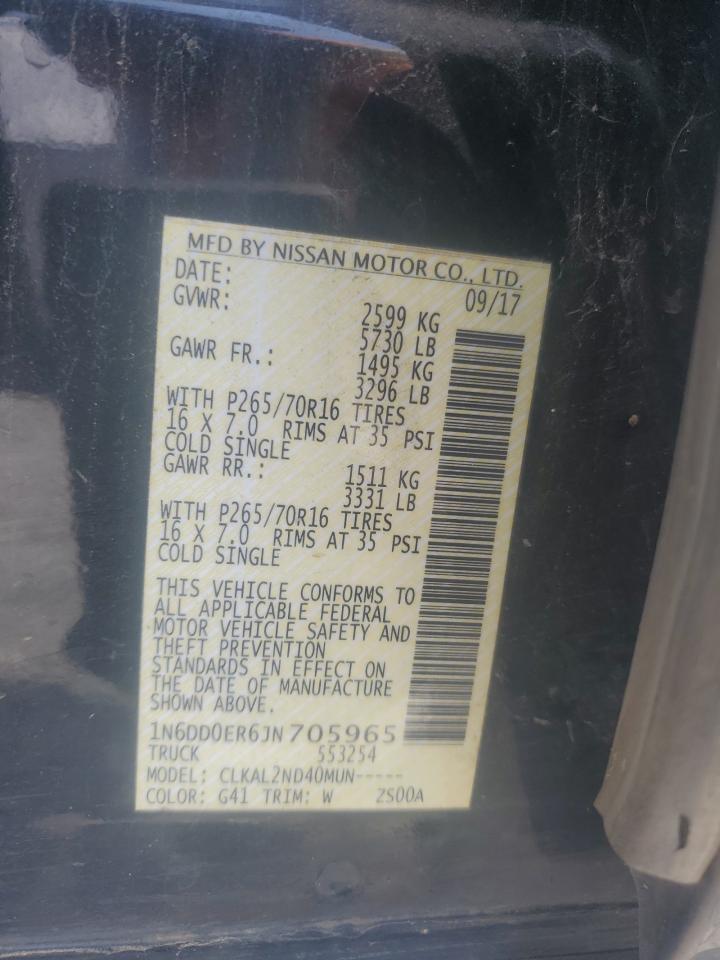 MFD BY NISSAN MOTOR CO., LTD.
DATE: 09/17
GVWR: 2599 KG
5730 LB
GAWR FR.: 1495 KG
3296 LB
WITH P265/70R16 TIRES
16 X 7.0 RIMS AT 35 PSI
COLD SINGLE
GAWR RR.: 1511 KG
3331 LB
WITH P265/70R16 TIRES
16 X 7.0 RIMS AT 35 PSI
COLD SINGLE
THIS VEHICLE CONFORMS TO
ALL APPLICABLE FEDERAL
MOTOR VEHICLE SAFETY AND
THEFT PREVENTION
STANDARDS IN EFFECT ON
THE DATE OF MANUFACTURE
SHOWN ABOVE.
1N6DD0ER6JN705965
TRUCK 553254
MODEL: CLKAL2ND40MUN-----
COLOR: G41 TRIM: W ZS00A